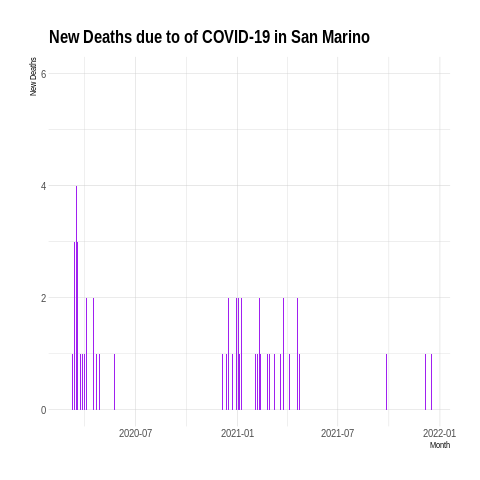 New Deaths due to of COVID-19 in San Marino
New Deaths
6
4
2
0
2020-07 2021-01 2021-07 2022-01
Month